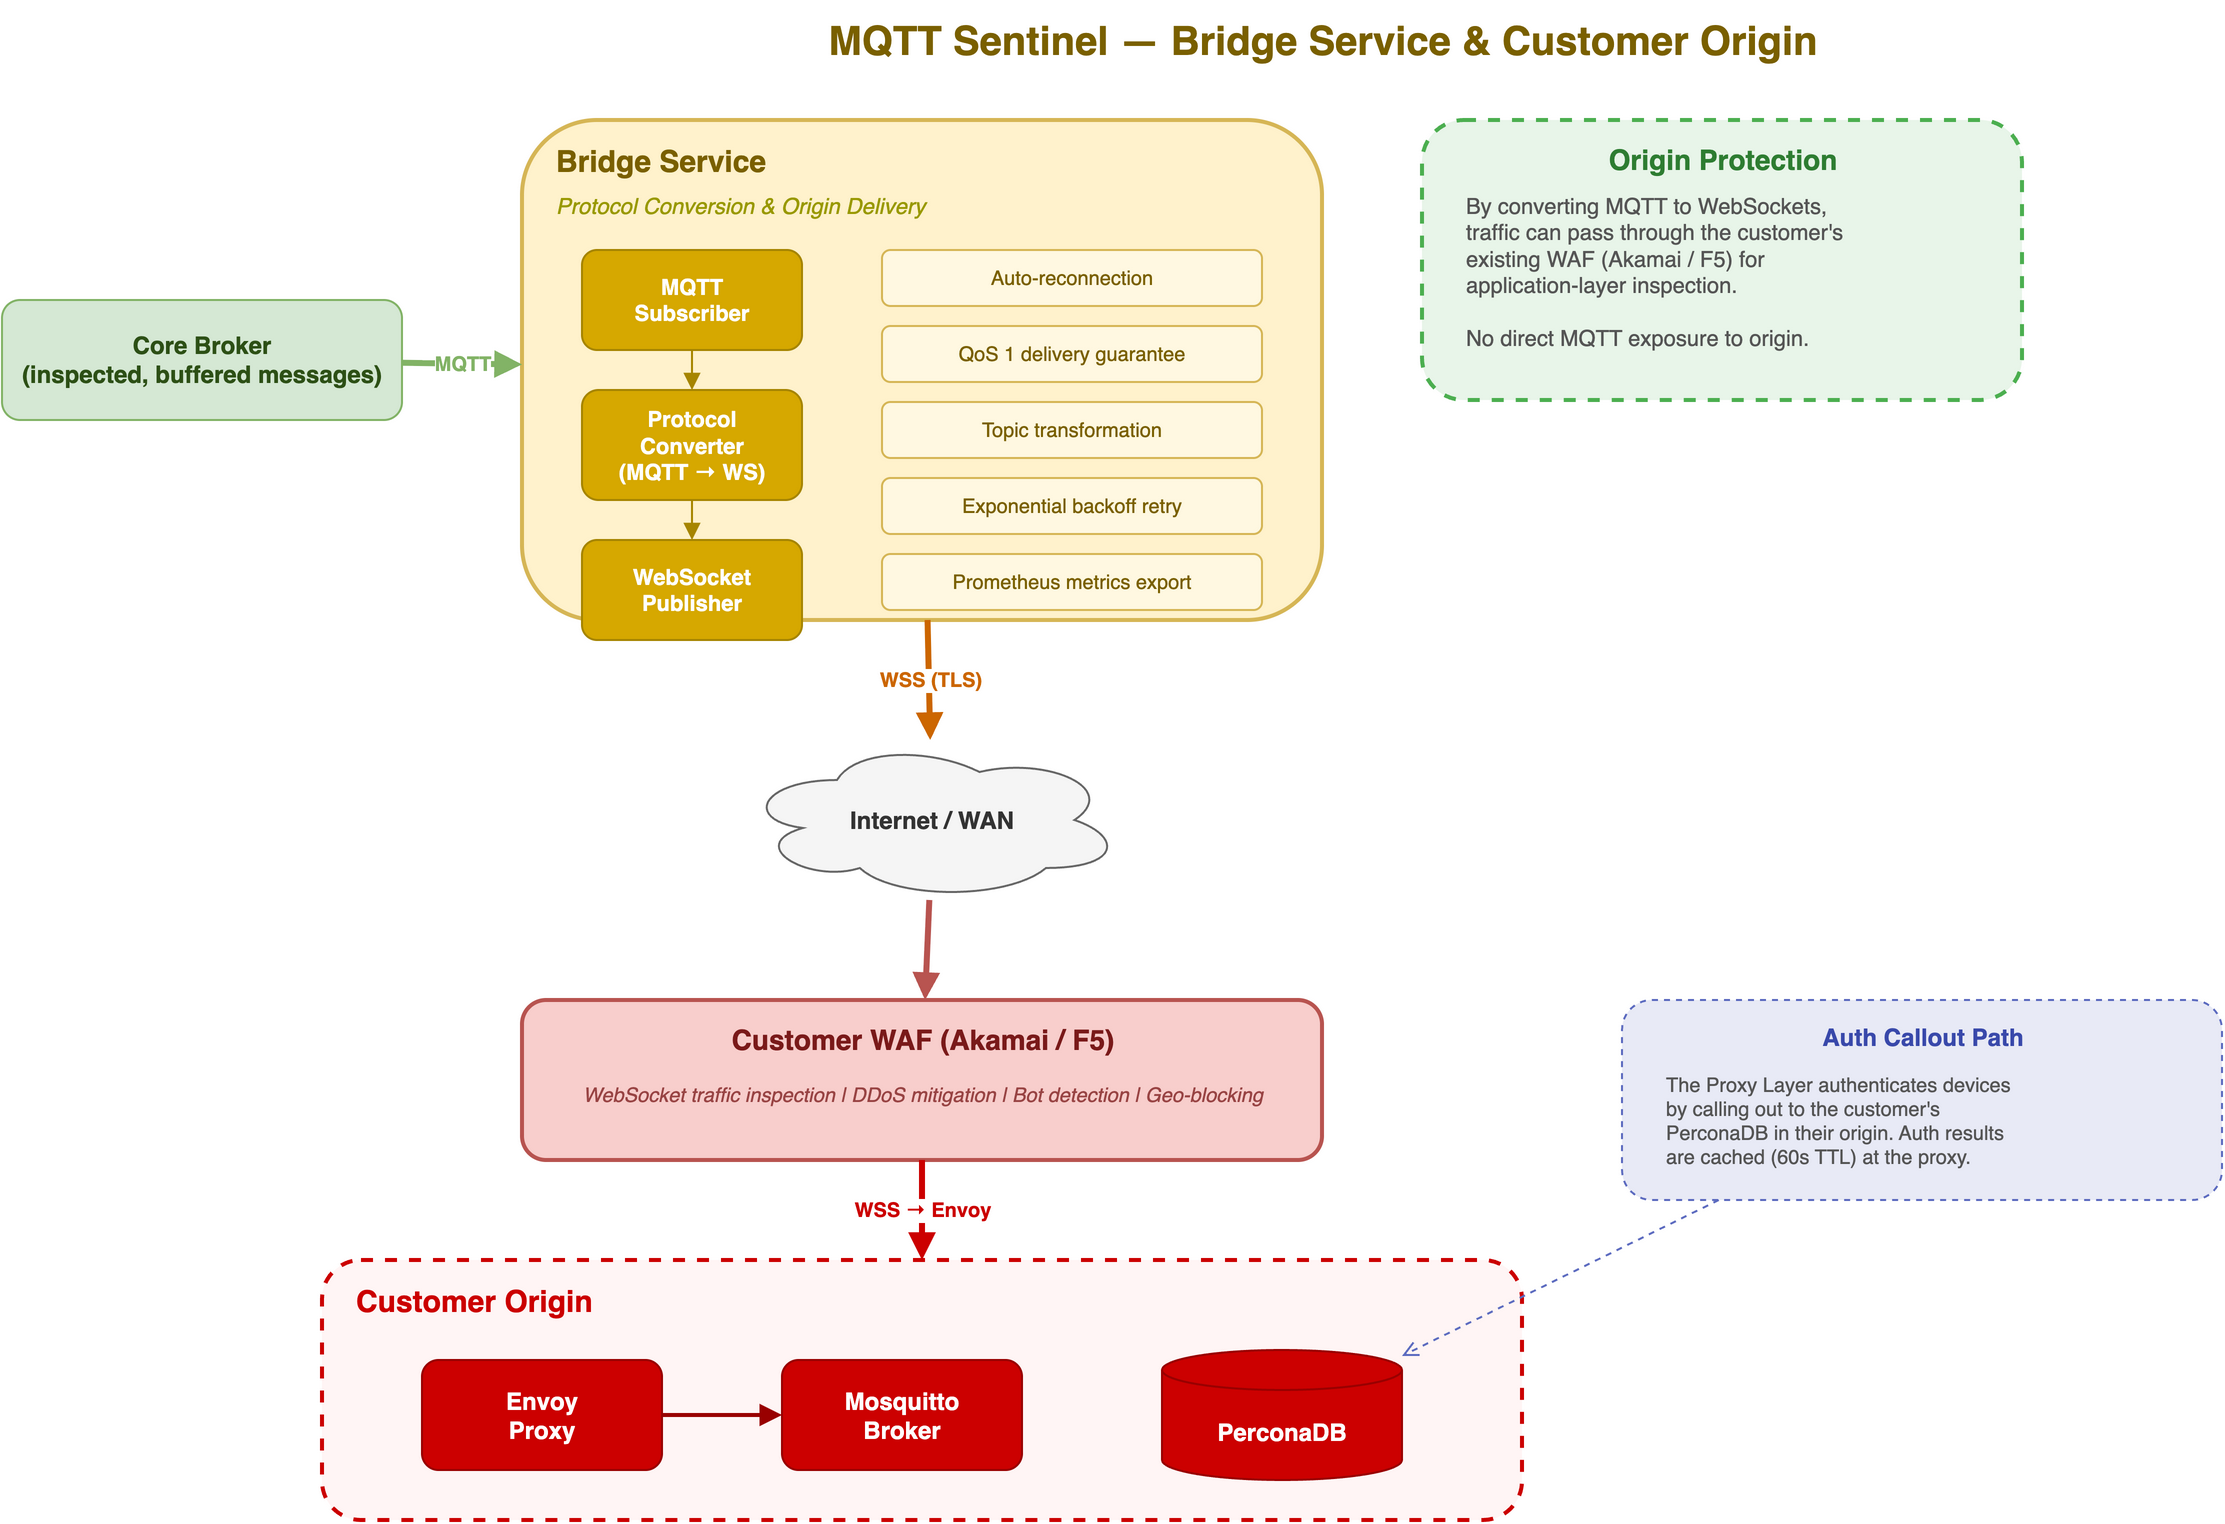 MQTT Sentinel — Bridge Service & Customer Origin
Bridge Service
Protocol Conversion & Origin Delivery
MQTT
Subscriber
Protocol
Converter
(MQTT → WS)
WebSocket
Publisher
Auto-reconnection
QoS 1 delivery guarantee
Topic transformation
Exponential backoff retry
Prometheus metrics export
Origin Protection
By converting MQTT to WebSockets,
traffic can pass through the customer's
existing WAF (Akamai / F5) for
application-layer inspection.
No direct MQTT exposure to origin.
Core Broker
(inspected, buffered messages)
MQTT
WSS (TLS)
Internet / WAN
Customer WAF (Akamai / F5)
WebSocket traffic inspection | DDoS mitigation | Bot detection | Geo-blocking
Auth Callout Path
The Proxy Layer authenticates devices
by calling out to the customer's
PerconaDB in their origin. Auth results
are cached (60s TTL) at the proxy.
WSS → Envoy
Customer Origin
Envoy
Proxy
Mosquitto
Broker
PerconaDB